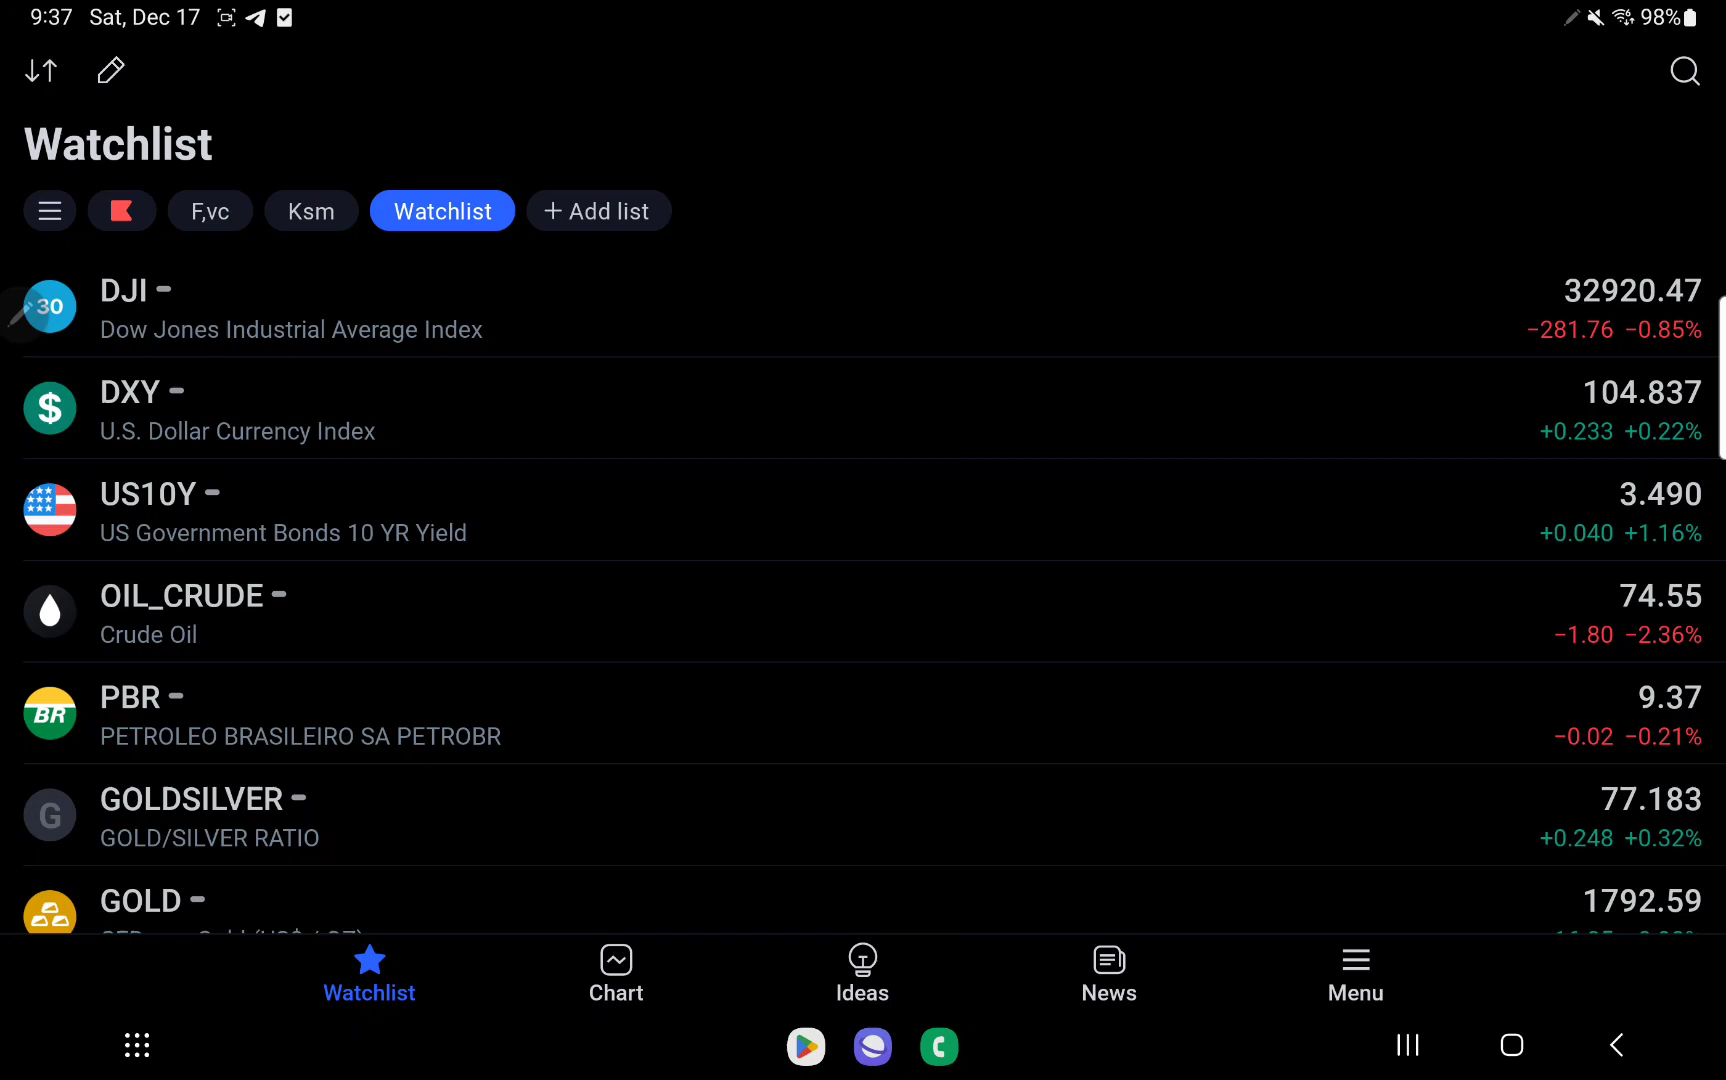 9:37 Sat, Dec 17
98%
Watchlist
F,vc
Ksm
Watchlist
+ Add list
30
DJI
32920.47
Dow Jones Industrial Average Index
−281.76 −0.85%
$
DXY
104.837
U.S. Dollar Currency Index
+0.233 +0.22%
US10Y
3.490
US Government Bonds 10 YR Yield
+0.040 +1.16%
OIL_CRUDE
74.55
Crude Oil
−1.80 −2.36%
BR
PBR
9.37
PETROLEO BRASILEIRO SA PETROBR
−0.02 −0.21%
G
GOLDSILVER
77.183
GOLD/SILVER RATIO
+0.248 +0.32%
GOLD
1792.59
Watchlist
Chart
Ideas
News
Menu